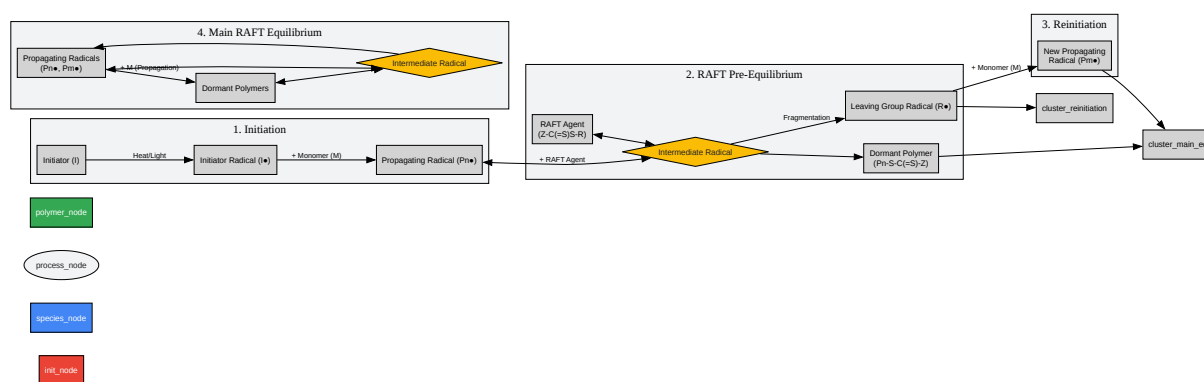 4. Main RAFT Equilibrium
Propagating Radicals
(Pn●, Pm●)
+ M (Propagation)
Intermediate Radical
Dormant Polymers
1. Initiation
Initiator (I)
Heat/Light
Initiator Radical (I●)
+ Monomer (M)
Propagating Radical (Pn●)
+ RAFT Agent
2. RAFT Pre-Equilibrium
RAFT Agent
(Z-C(=S)S-R)
Intermediate Radical
Fragmentation
Leaving Group Radical (R●)
Dormant Polymer
(Pn-S-C(=S)-Z)
+ Monomer (M)
3. Reinitiation
New Propagating
Radical (Pm●)
cluster_reinitiation
polymer_node
process_node
species_node
init_node